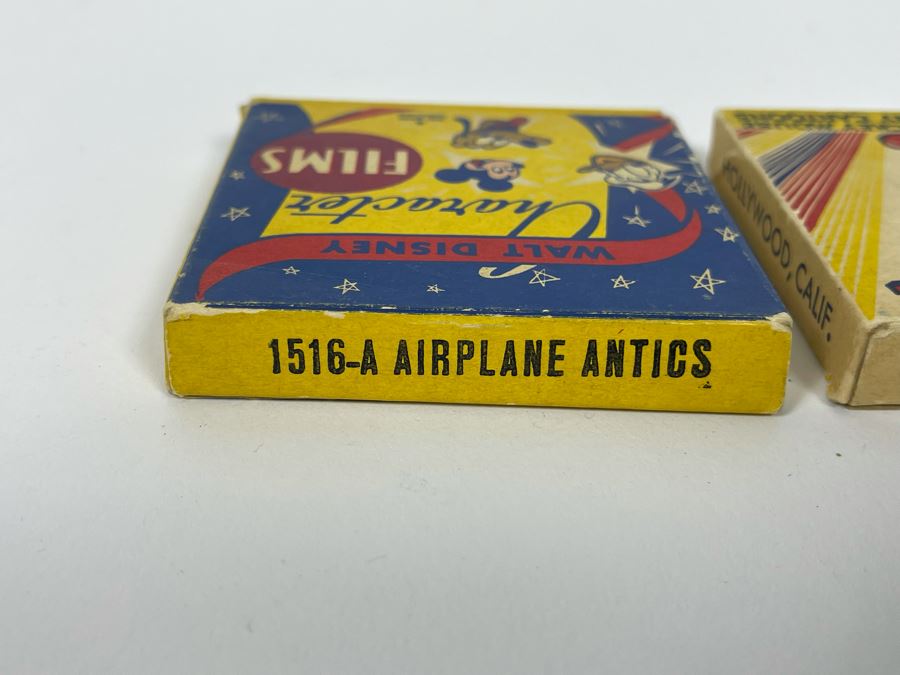 WALT DISNEY
Character
FILMS
1516-A AIRPLANE ANTICS
HOLLYWOOD, CALIF.